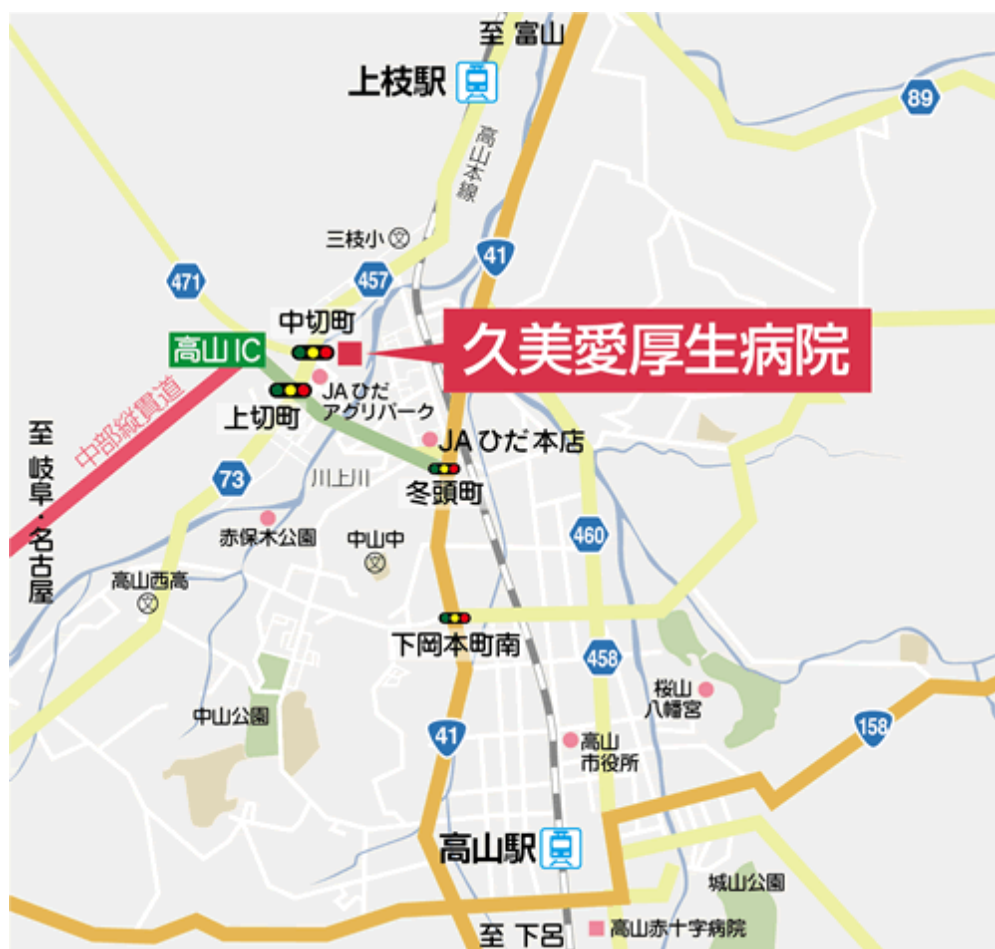 至 富山
上枝駅
89
高山本線
三枝小
文
41
457
471
中切町
久美愛厚生病院
高山IC
JAひだ
アグリパーク
上切町
中部縦貫道
至 岐阜・名古屋
JAひだ本店
73
川上川
冬頭町
赤保木公園
中山中
文
460
高山西高
文
下岡本町南
458
桜山
八幡宮
中山公園
41
158
高山
市役所
高山駅
城山公園
至 下呂
高山赤十字病院